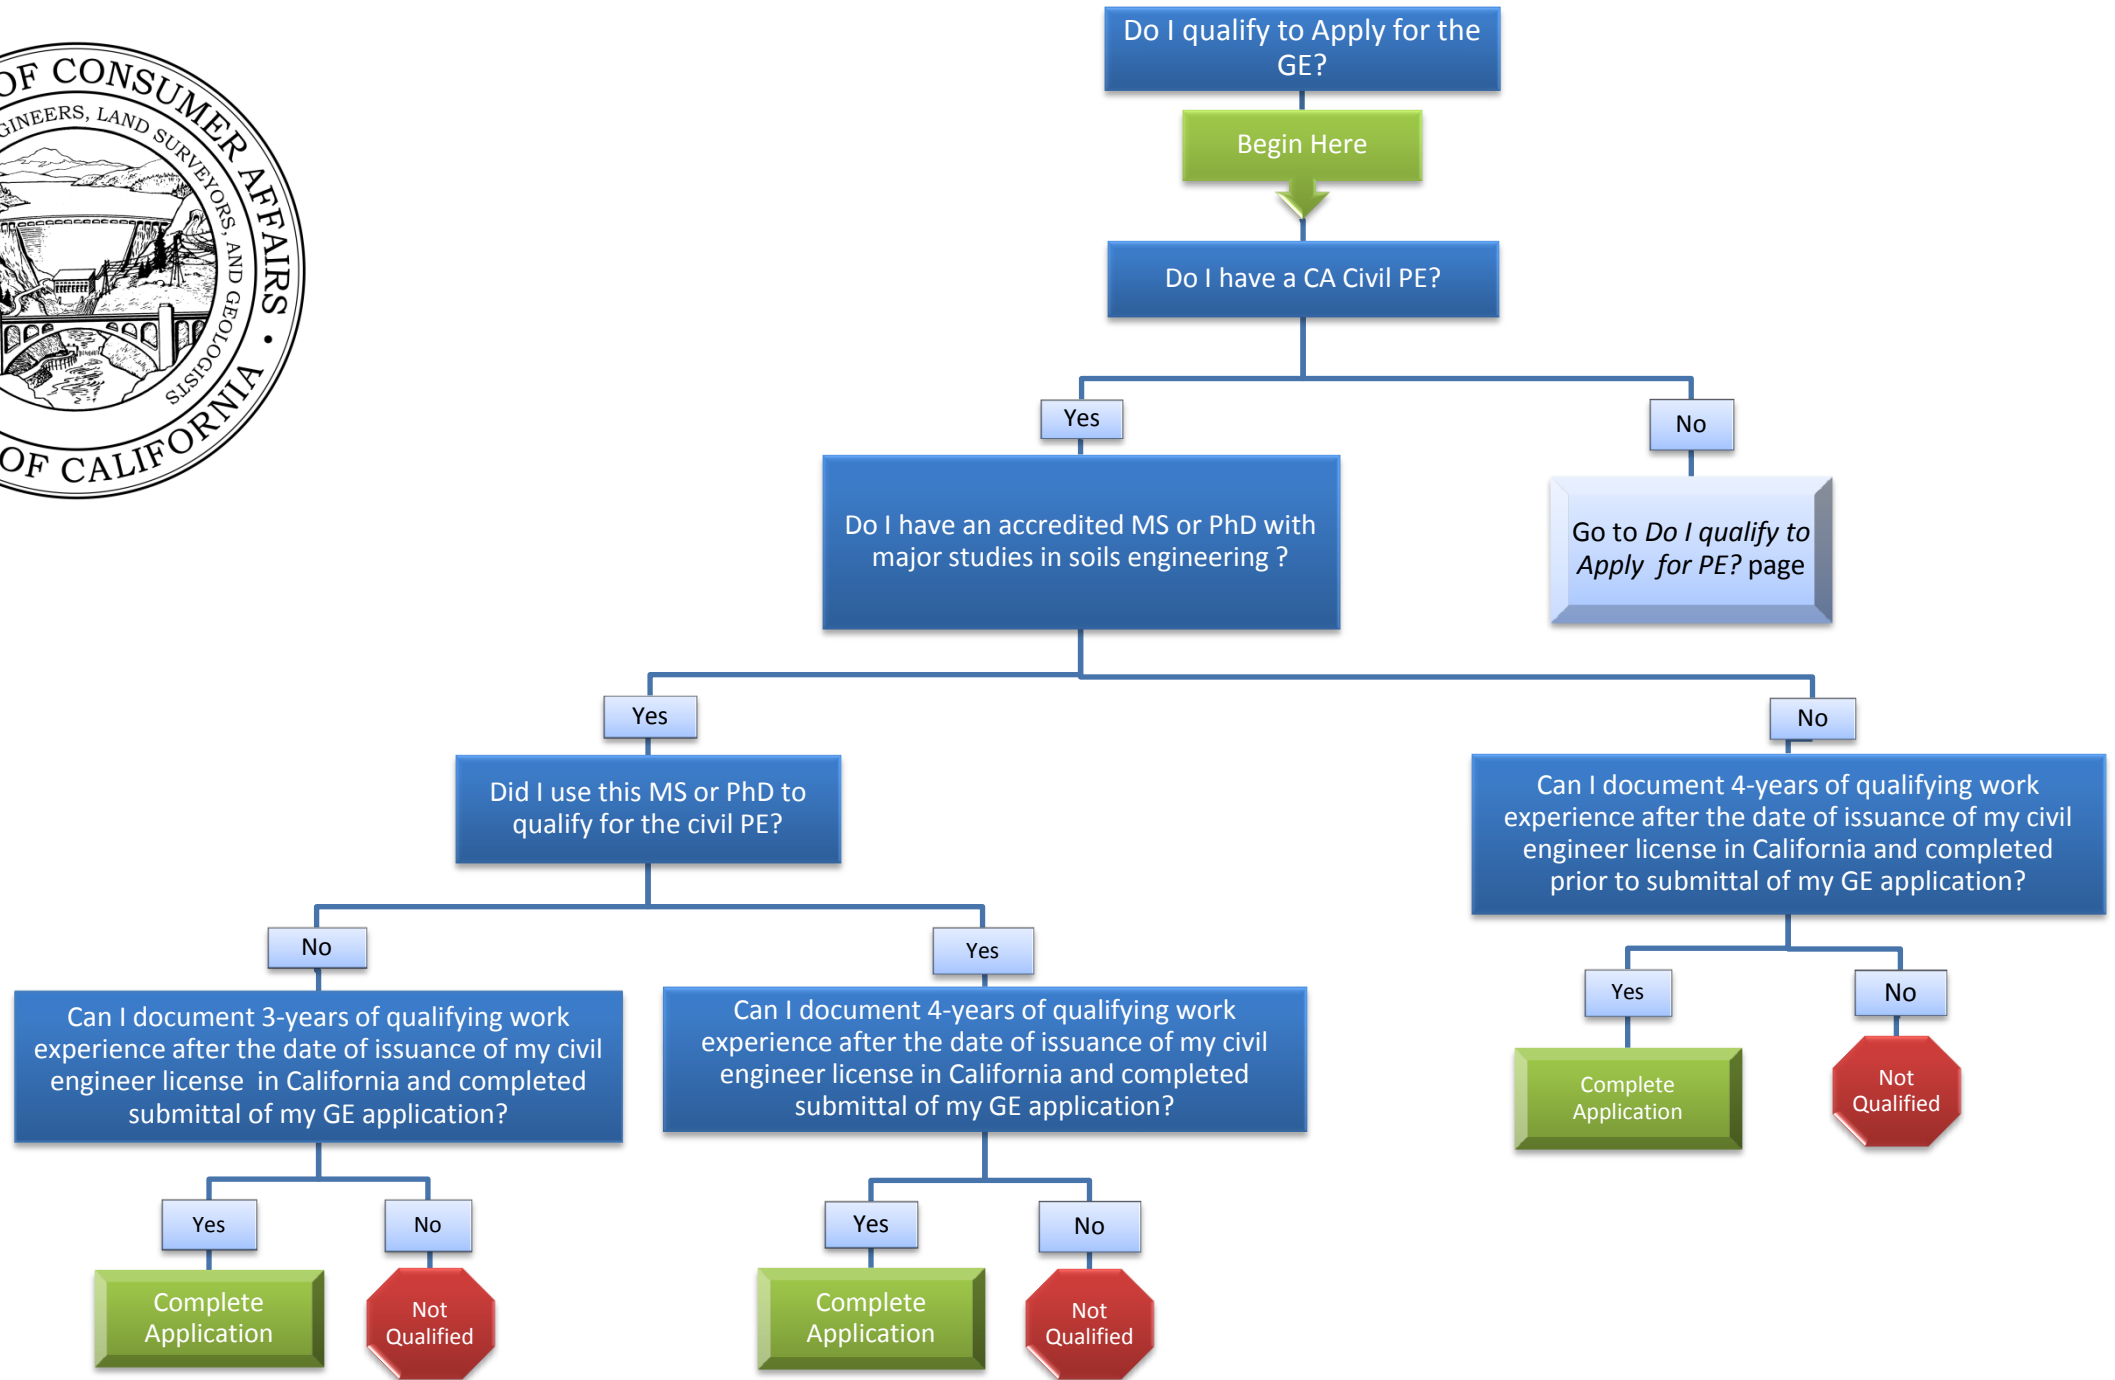 OF CONSUMER AFFAIRS •
GINEERS, LAND SURVEYORS, AND GEOLOGISTS
OF CALIFORNIA
Do I qualify to Apply for the
GE?
Begin Here
Do I have a CA Civil PE?
Yes
No
Do I have an accredited MS or PhD with
major studies in soils engineering ?
Go to Do I qualify to
Apply for PE? page
Yes
No
Did I use this MS or PhD to
qualify for the civil PE?
Can I document 4-years of qualifying work
experience after the date of issuance of my civil
engineer license in California and completed
prior to submittal of my GE application?
No
Yes
Yes
No
Can I document 3-years of qualifying work
experience after the date of issuance of my civil
engineer license in California and completed
submittal of my GE application?
Can I document 4-years of qualifying work
experience after the date of issuance of my civil
engineer license in California and completed
submittal of my GE application?
Complete
Application
Not
Qualified
Yes
No
Yes
No
Complete
Application
Not
Qualified
Complete
Application
Not
Qualified